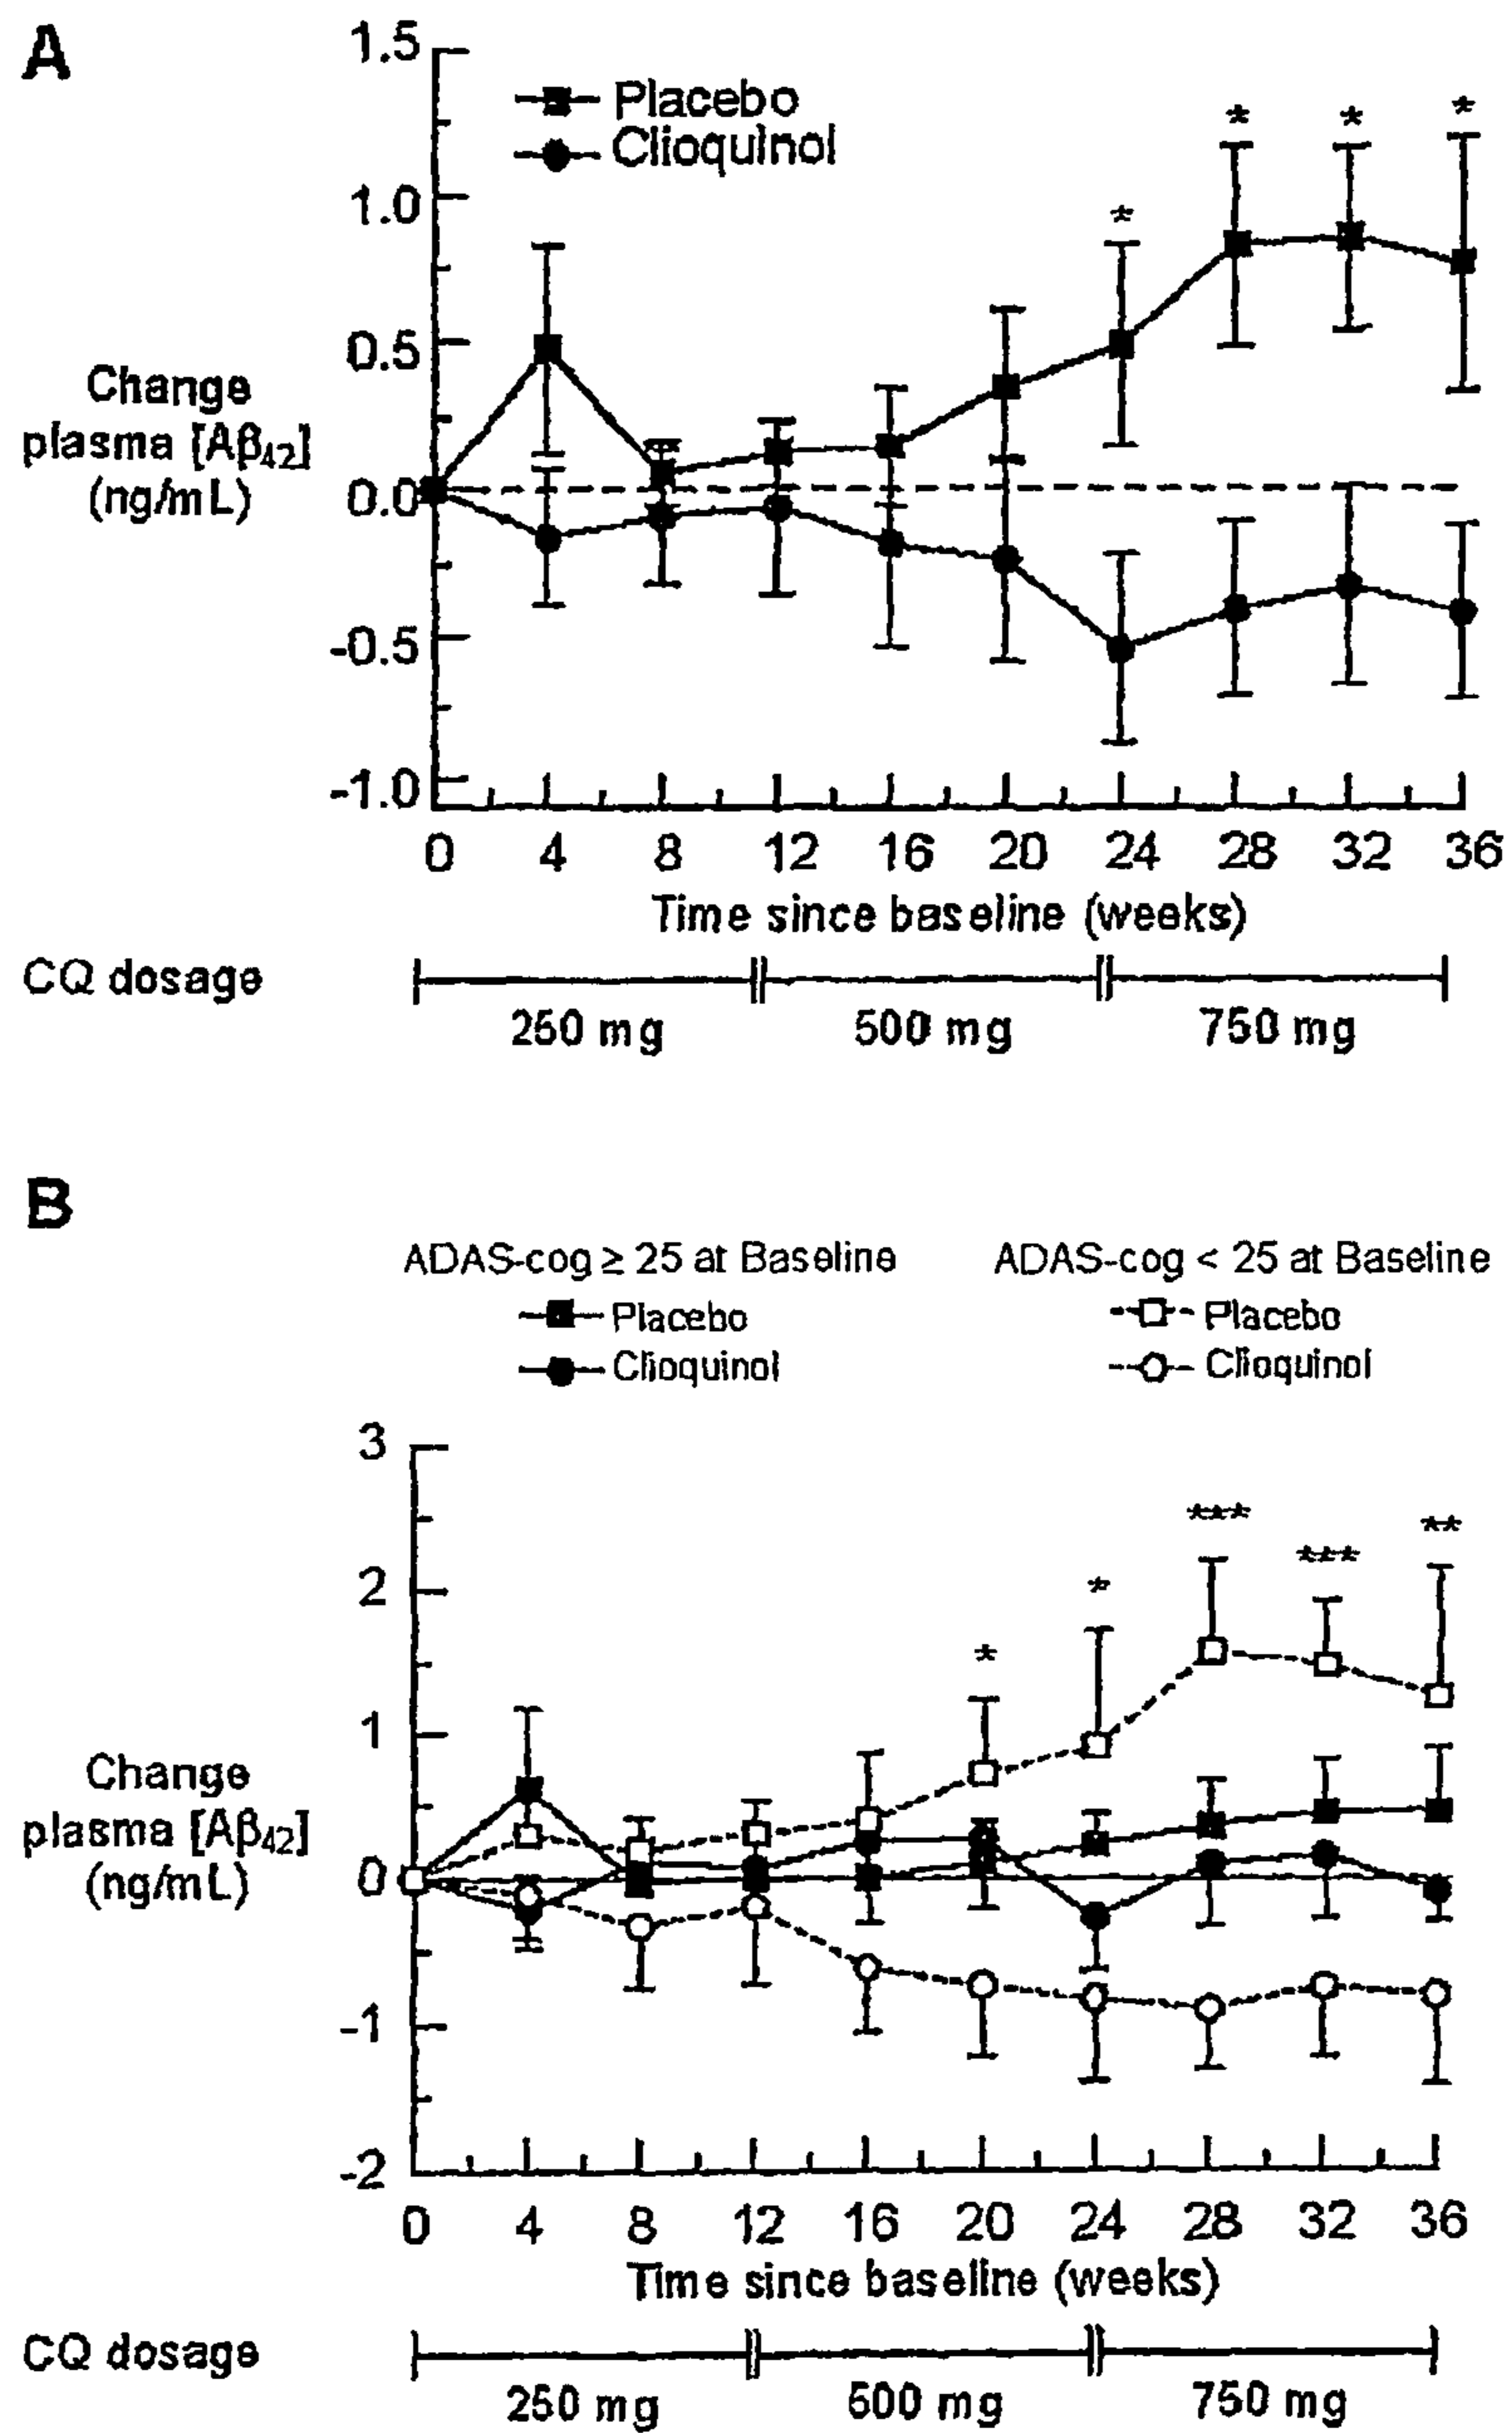 A
1.5
Placebo
Clioquinol
*
*
*
1.0
*
0.5
Change
plasma [Aβ42]
(ng/mL)
**
0.0
-0.5
-1.0
0 4 8 12 16 20 24 28 32 36
Time since baseline (weeks)
CQ dosage
250 mg 500 mg 750 mg
B
ADAS-cog ≥ 25 at Baseline ADAS-cog < 25 at Baseline
Placebo Placebo
Clioquinol Clioquinol
3
***
**
***
2
*
*
1
Change
plasma [Aβ42]
(ng/mL)
0
-1
-2
0 4 8 12 16 20 24 28 32 36
Time since baseline (weeks)
CQ dosage
250 mg 500 mg 750 mg